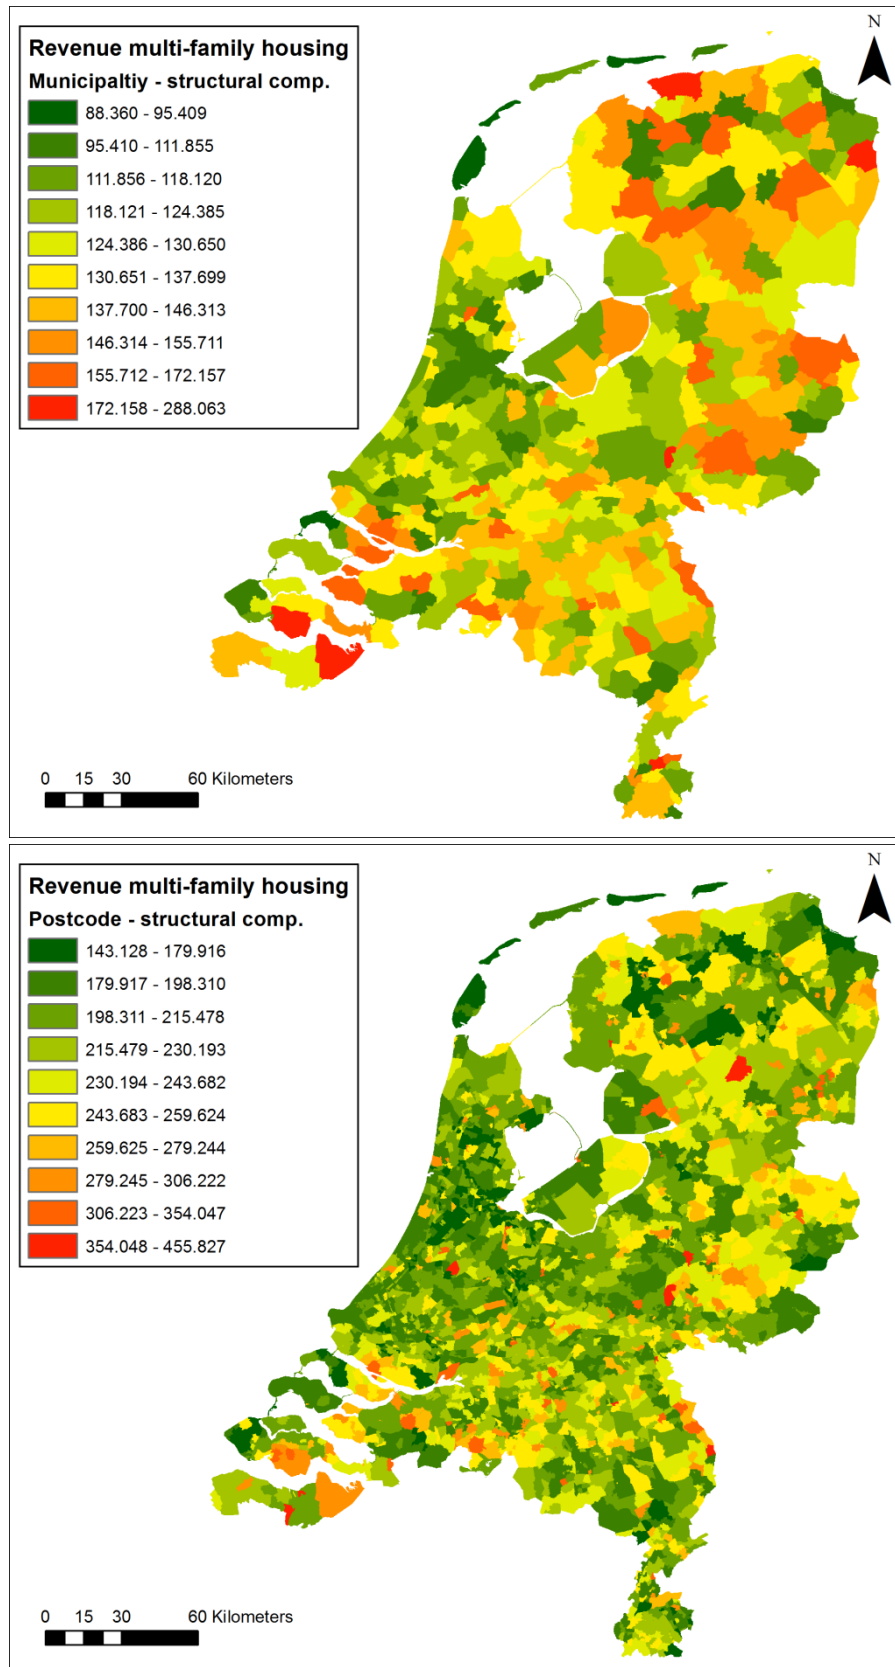 N
Revenue multi-family housing
Municipaltiy - structural comp.
88.360 - 95.409
95.410 - 111.855
111.856 - 118.120
118.121 - 124.385
124.386 - 130.650
130.651 - 137.699
137.700 - 146.313
146.314 - 155.711
155.712 - 172.157
172.158 - 288.063
0 15 30 60 Kilometers
N
Revenue multi-family housing
Postcode - structural comp.
143.128 - 179.916
179.917 - 198.310
198.311 - 215.478
215.479 - 230.193
230.194 - 243.682
243.683 - 259.624
259.625 - 279.244
279.245 - 306.222
306.223 - 354.047
354.048 - 455.827
0 15 30 60 Kilometers